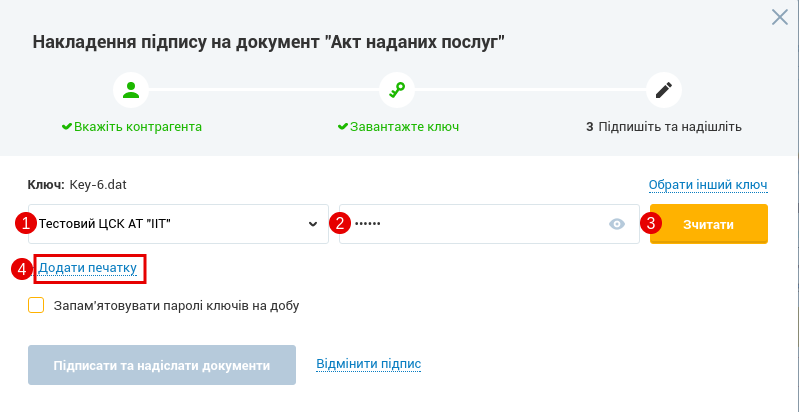 Накладення підпису на документ "Акт наданих послуг"
Вкажіть контрагента
Завантажте ключ
3 Підпишіть та надішліть
Ключ: Key-6.dat
Обрати інший ключ
1 Тестовий ЦСК АТ "ІІТ"
2 ••••••
3 Зчитати
4 Додати печатку
Запам'ятовувати паролі ключів на добу
Підписати та надіслати документи
Відмінити підпис